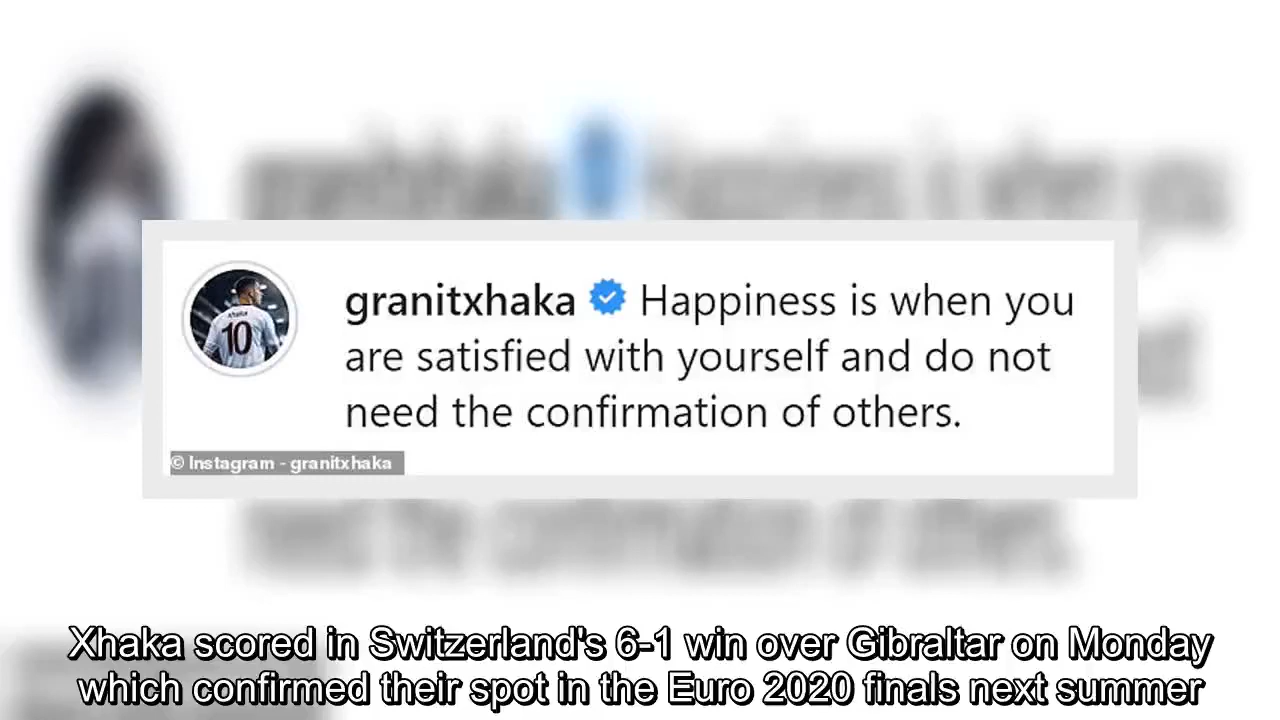 granitxhaka Happiness is when you
are satisfied with yourself and do not
need the confirmation of others.
xhaka
10
© Instagram - granitxhaka
Xhaka scored in Switzerland's 6-1 win over Gibraltar on Monday
which confirmed their spot in the Euro 2020 finals next summer